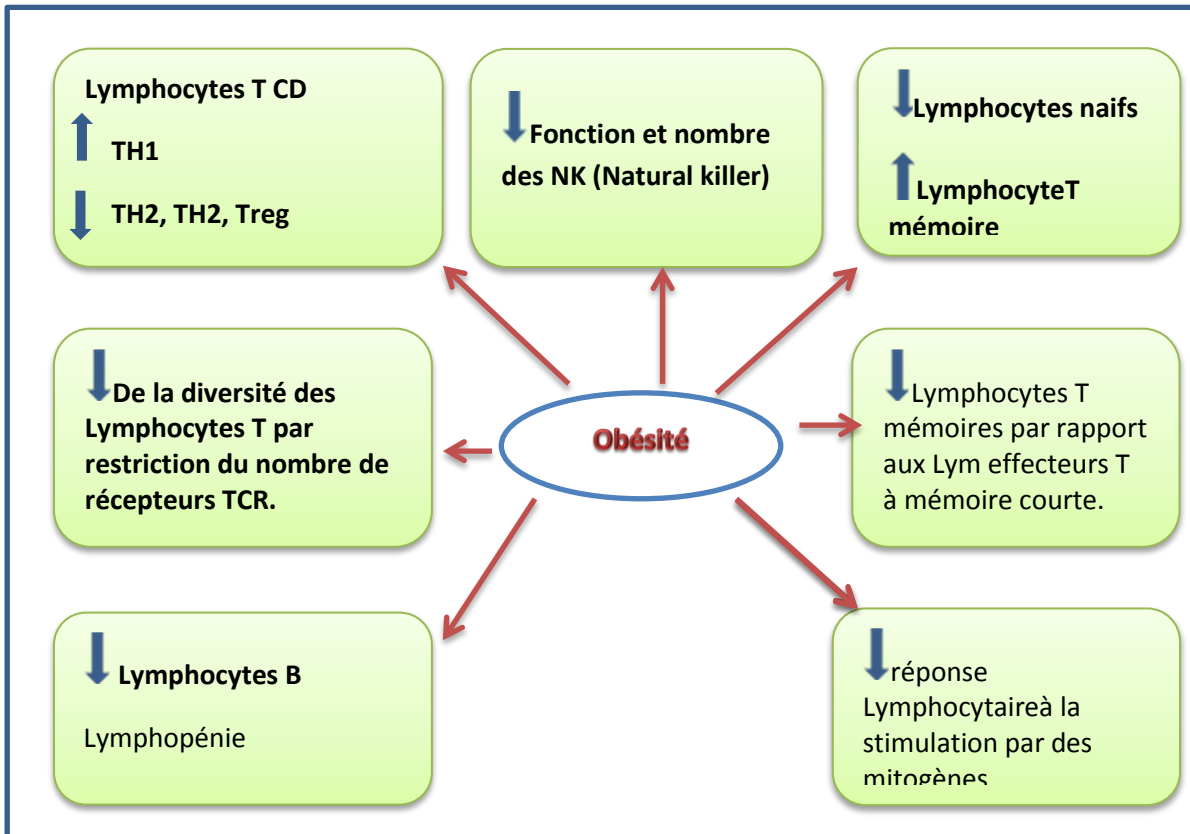 Lymphocytes T CD
TH1
TH2, TH2, Treg
Fonction et nombre
des NK (Natural killer)
Lymphocytes naifs
LymphocyteT
mémoire
De la diversité des
Lymphocytes T par
restriction du nombre de
récepteurs TCR.
Obésité
Lymphocytes T
mémoires par rapport
aux Lym effecteurs T
à mémoire courte.
Lymphocytes B
Lymphopénie
réponse
Lymphocytaireà la
stimulation par des
mitogènes